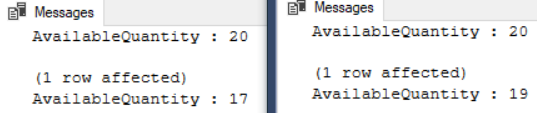 Messages
AvailableQuantity : 20
(1 row affected)
AvailableQuantity : 17
Messages
AvailableQuantity : 20
(1 row affected)
AvailableQuantity : 19